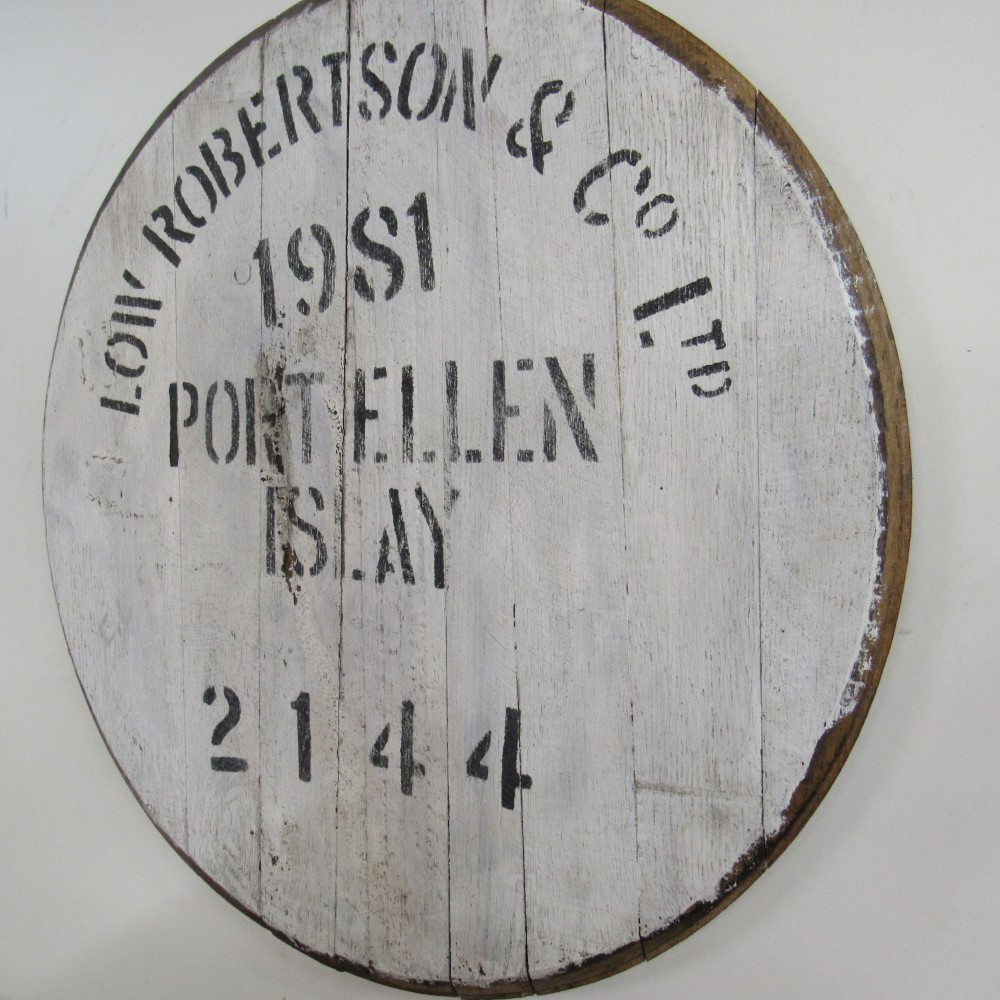 LOW ROBERTSON & Co LTD
1981
PORT ELLEN
ISLAY
2144